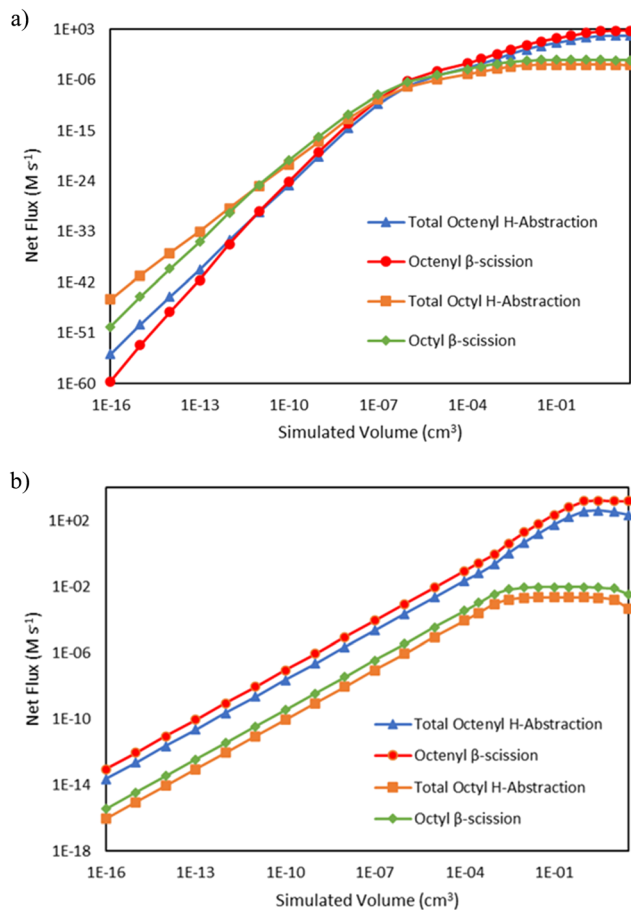 a)
1E+03
1E-06
1E-15
1E-24
1E-33
1E-42
1E-51
1E-60
Net Flux (M s-1)
Total Octenyl H-Abstraction
Octenyl β-scission
Total Octyl H-Abstraction
Octyl β-scission
1E-16 1E-13 1E-10 1E-07 1E-04 1E-01
Simulated Volume (cm³)
b)
1E+02
1E-02
1E-06
1E-10
1E-14
1E-18
Net Flux (M s-1)
Total Octenyl H-Abstraction
Octenyl β-scission
Total Octyl H-Abstraction
Octyl β-scission
1E-16 1E-13 1E-10 1E-07 1E-04 1E-01
Simulated Volume (cm³)